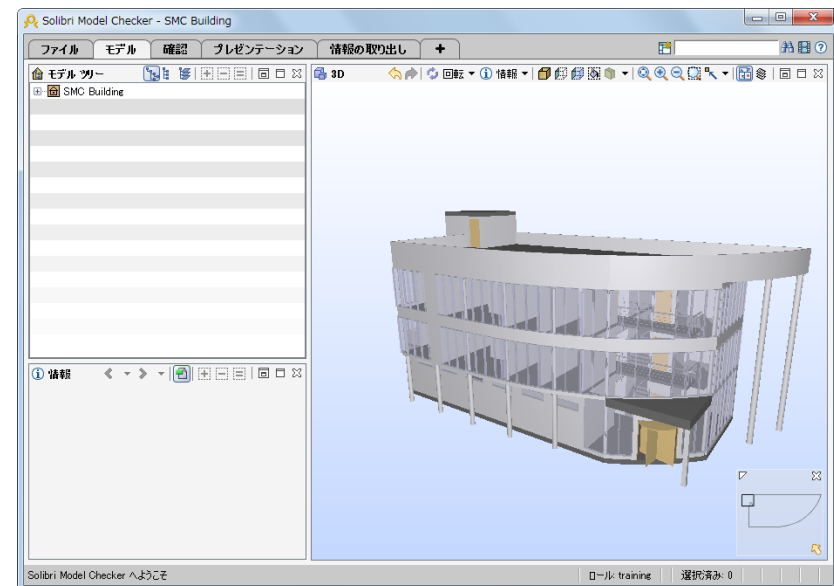 Solibri Model Checker - SMC Building
ファイル モデル 確認 プレゼンテーション 情報の取り出し +
モデル ツリー
SMC Building
3D 回転 情報
情報
Solibri Model Checker へようこそ ロール: training 選択済み: 0